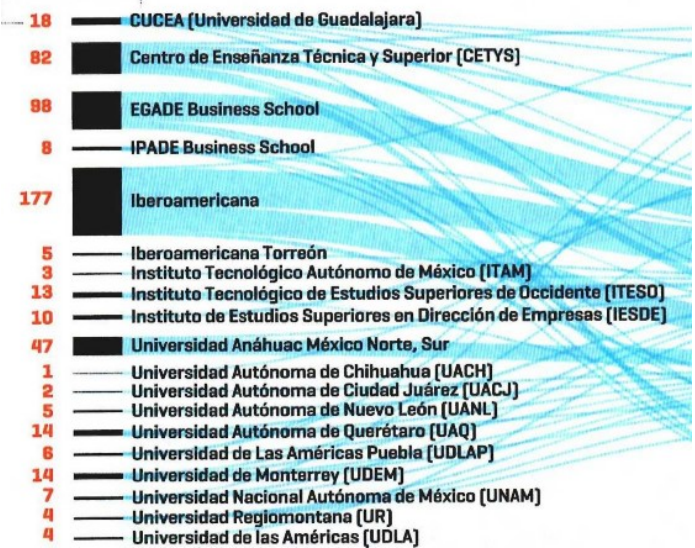 18 CUCEA (Universidad de Guadalajara)
82 Centro de Enseñanza Técnica y Superior (CETYS)
98 EGADE Business School
8 IPADE Business School
177 Iberoamericana
5 Iberoamericana Torreón
3 Instituto Tecnológico Autónomo de México (ITAM)
13 Instituto Tecnológico de Estudios Superiores de Occidente (ITESO)
10 Instituto de Estudios Superiores en Dirección de Empresas (IESDE)
47 Universidad Anáhuac México Norte, Sur
1 Universidad Autónoma de Chihuahua (UACH)
2 Universidad Autónoma de Ciudad Juárez (UACJ)
5 Universidad Autónoma de Nuevo León (UANL)
14 Universidad Autónoma de Querétaro (UAQ)
6 Universidad de Las Américas Puebla (UDLAP)
14 Universidad de Monterrey (UDEM)
7 Universidad Nacional Autónoma de México (UNAM)
4 Universidad Regiomontana (UR)
4 Universidad de las Américas (UDLA)